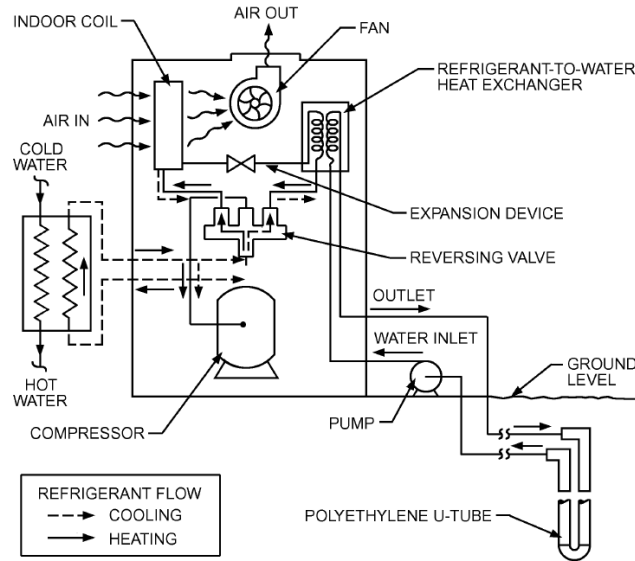 AIR OUT
INDOOR COIL
FAN
REFRIGERANT-TO-WATER
HEAT EXCHANGER
AIR IN
COLD
WATER
EXPANSION DEVICE
REVERSING VALVE
OUTLET
WATER INLET
GROUND
LEVEL
HOT
WATER
PUMP
COMPRESSOR
REFRIGERANT FLOW
COOLING
HEATING
POLYETHYLENE U-TUBE